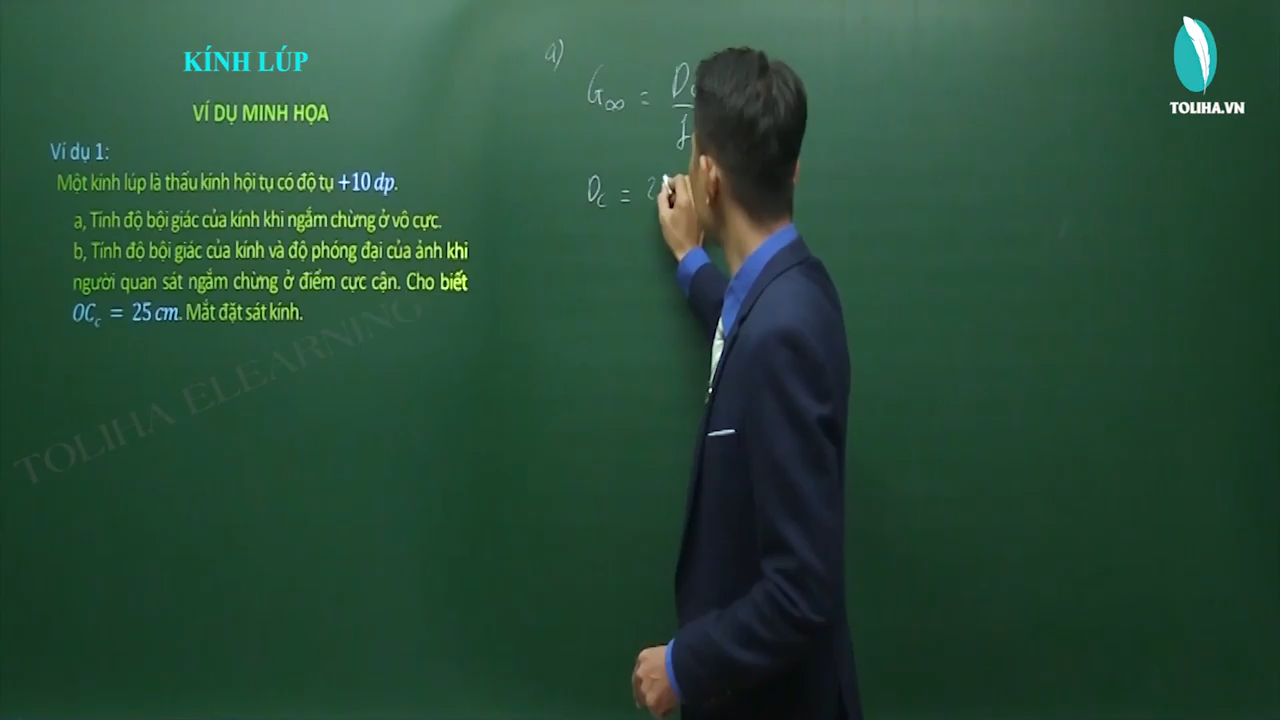 KÍNH LÚP
VÍ DỤ MINH HỌA
Ví dụ 1:
Một kính lúp là thấu kính hội tụ có độ tụ +10 dp.
a, Tính độ bội giác của kính khi ngắm chừng ở vô cực.
b, Tính độ bội giác của kính và độ phóng đại của ảnh khi
người quan sát ngắm chừng ở điểm cực cận. Cho biết
OCc = 25 cm. Mắt đặt sát kính.
TOLIHA ELEARNING
a)
G∞ = Đ
f
Đc = 2
TOLIHA.VN